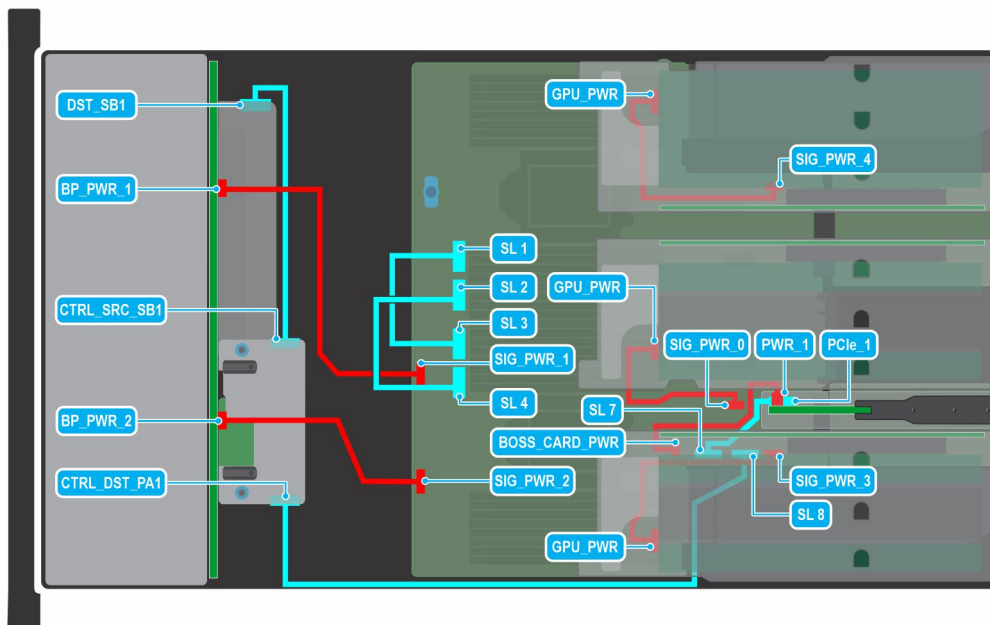 GPU_PWR
DST_SB1
SIG_PWR_4
BP_PWR_1
SL 1
SL 2
GPU_PWR
CTRL_SRC_SB1
SL 3
SIG_PWR_1
SIG_PWR_0
PWR_1
PCIe_1
SL 4
SL 7
BP_PWR_2
BOSS_CARD_PWR
CTRL_DST_PA1
SIG_PWR_2
SIG_PWR_3
SL 8
GPU_PWR